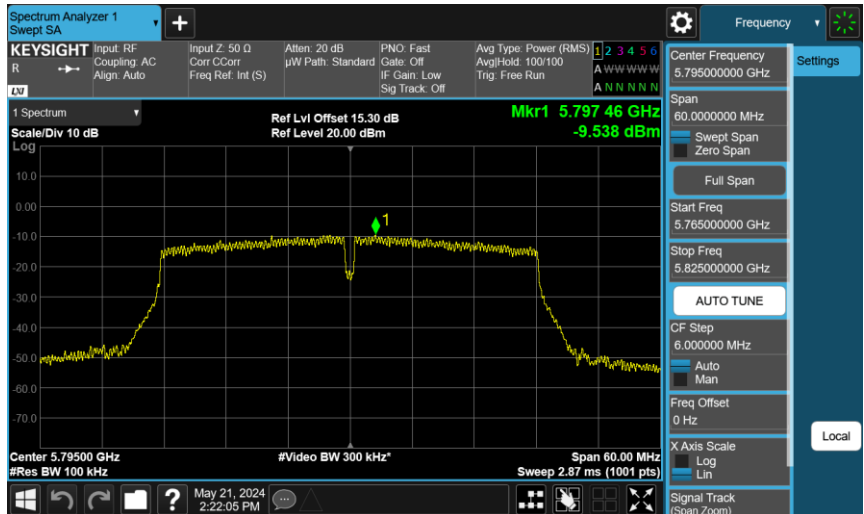 Spectrum Analyzer 1
Swept SA
+
Frequency
KEYSIGHT
R
LXI
Input: RF
Coupling: AC
Align: Auto
Input Z: 50 Ω
Corr CCorr
Freq Ref: Int (S)
Atten: 20 dB
µW Path: Standard
PNO: Fast
Gate: Off
IF Gain: Low
Sig Track: Off
Avg Type: Power (RMS)
Avg|Hold: 100/100
Trig: Free Run
1 2 3 4 5 6
A W W W W W
A N N N N N
1 Spectrum
Scale/Div 10 dB
Ref Lvl Offset 15.30 dB
Ref Level 20.00 dBm
Mkr1 5.797 46 GHz
-9.538 dBm
Log
10.0
0.00
-10.0
-20.0
-30.0
-40.0
-50.0
-60.0
-70.0
1
Center 5.79500 GHz
#Res BW 100 kHz
#Video BW 300 kHz*
Span 60.00 MHz
Sweep 2.87 ms (1001 pts)
?
May 21, 2024
2:22:05 PM
Center Frequency
5.795000000 GHz
Span
60.0000000 MHz
Swept Span
Zero Span
Full Span
Start Freq
5.765000000 GHz
Stop Freq
5.825000000 GHz
AUTO TUNE
CF Step
6.000000 MHz
Auto
Man
Freq Offset
0 Hz
X Axis Scale
Log
Lin
Signal Track
(Span Zoom)
Settings
Local